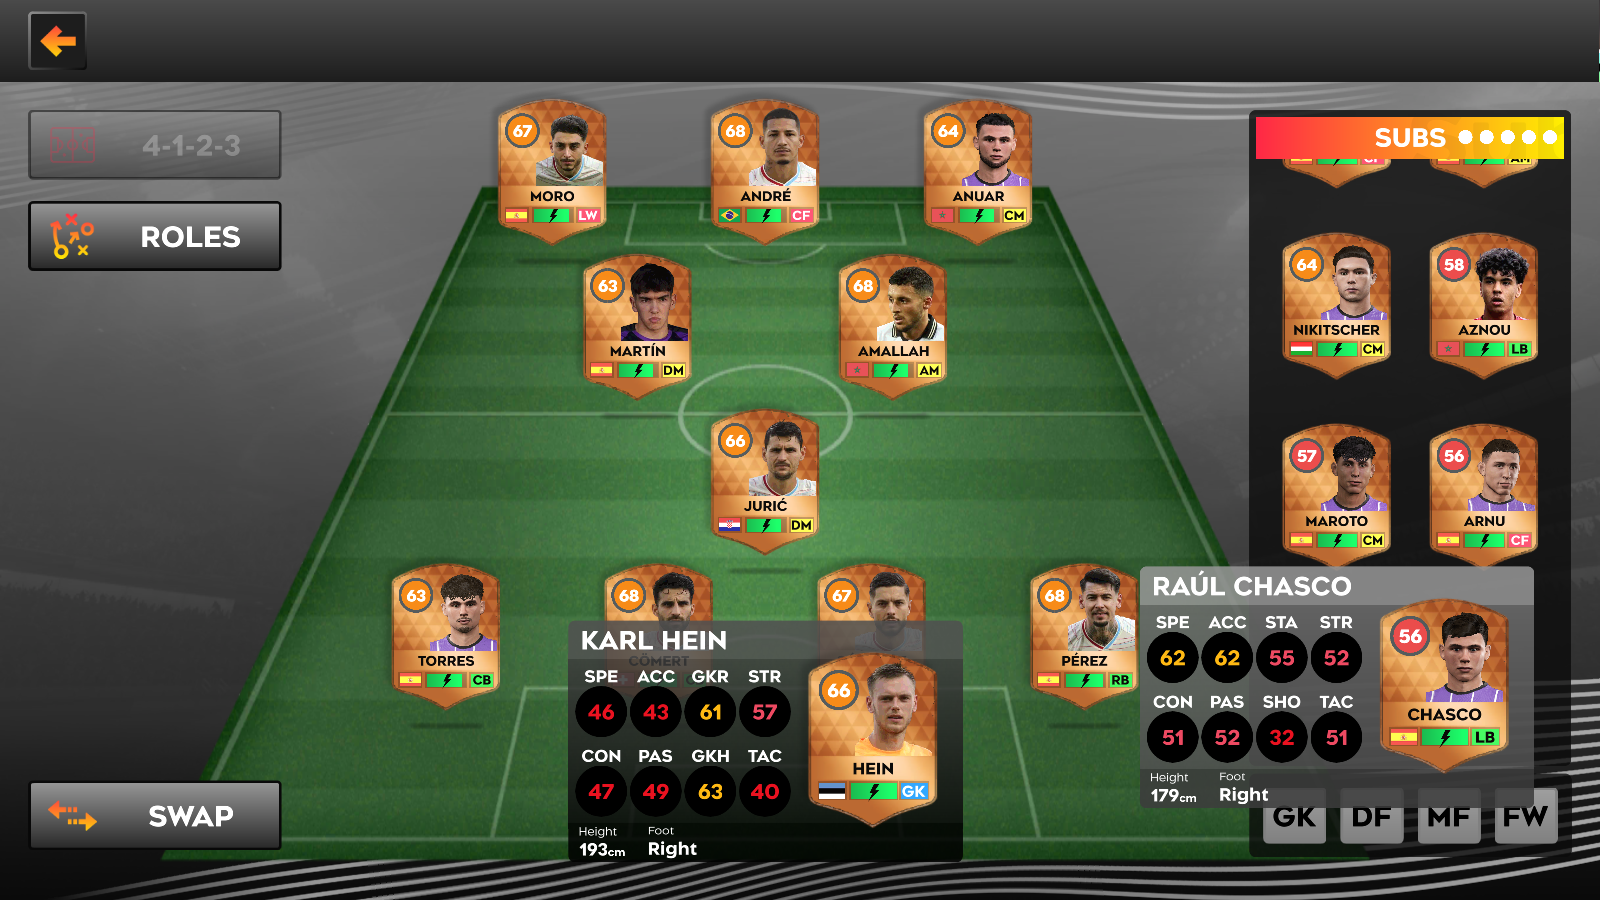 4-1-2-3
ROLES
SWAP
67
MORO
LW
68
ANDRÉ
CF
64
ANUAR
CM
63
MARTÍN
DM
68
AMALLAH
AM
66
JURIĆ
DM
63
TORRES
CB
68
CÖMERT
67
68
PÉREZ
RB
KARL HEIN
SPE ACC GKR STR
46 43 61 57
CON PAS GKH TAC
47 49 63 40
Height Foot
193cm Right
66
HEIN
GK
SUBS
CF
AM
64
NIKITSCHER
CM
58
AZNOU
LB
57
MAROTO
CM
56
ARNU
CF
RAÚL CHASCO
SPE ACC STA STR
62 62 55 52
CON PAS SHO TAC
51 52 32 51
Height Foot
179cm Right
56
CHASCO
LB
GK DF MF FW